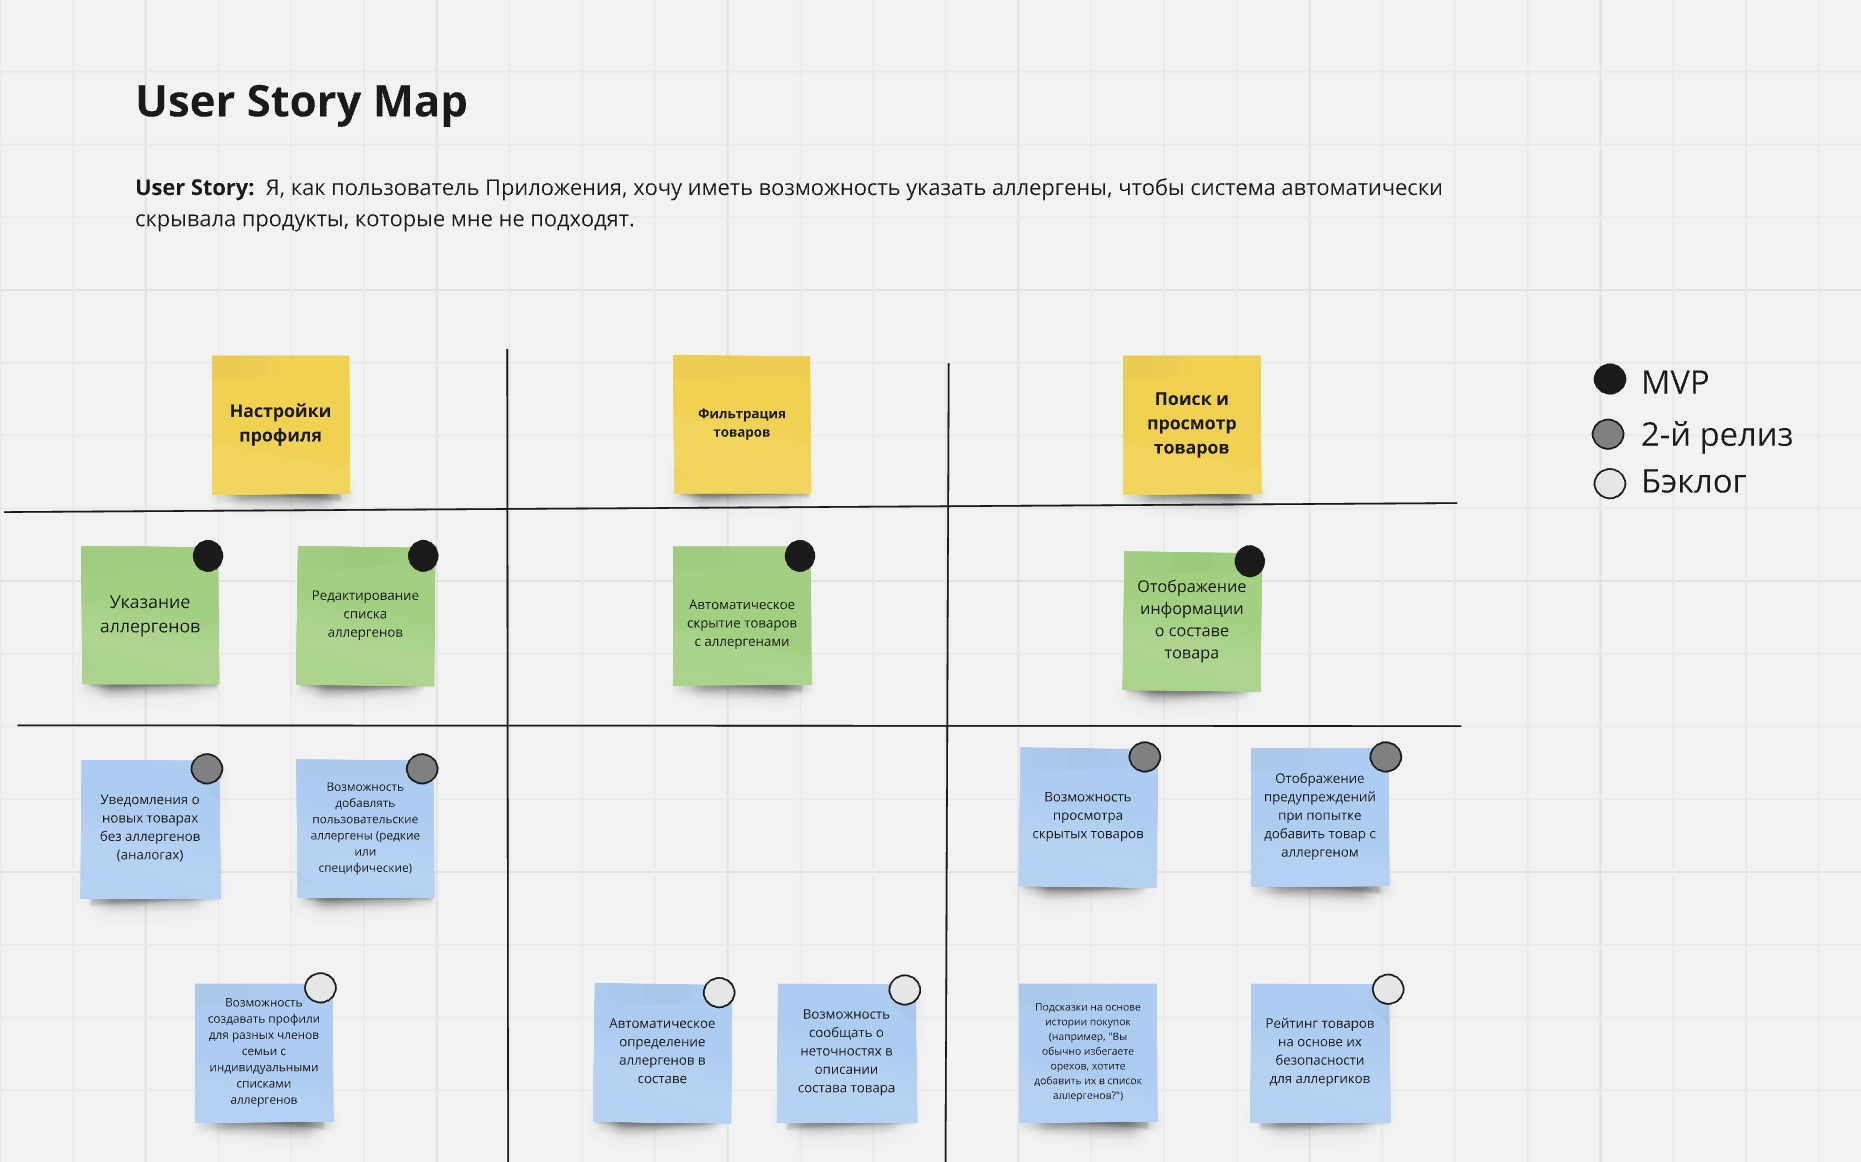 User Story Map
User Story: Я, как пользователь Приложения, хочу иметь возможность указать аллергены, чтобы система автоматически
скрывала продукты, которые мне не подходят.
Настройки
профиля
Фильтрация
товаров
Поиск и
просмотр
товаров
MVP
2-й релиз
Бэклог
Указание
аллергенов
Редактирование
списка
аллергенов
Автоматическое
скрытие товаров
с аллергенами
Отображение
информации
о составе
товара
Уведомления о
новых товарах
без аллергенов
(аналогах)
Возможность
добавлять
пользовательские
аллергены (редкие
или
специфические)
Возможность
просмотра
скрытых товаров
Отображение
предупреждений
при попытке
добавить товар с
аллергеном
Возможность
создавать профили
для разных членов
семьи с
индивидуальными
списками
аллергенов
Автоматическое
определение
аллергенов в
составе
Возможность
сообщать о
неточностях в
описании
состава товара
Подсказки на основе
истории покупок
(например, "Вы
обычно избегаете
орехов, хотите
добавить их в список
аллергенов?")
Рейтинг товаров
на основе их
безопасности
для аллергиков